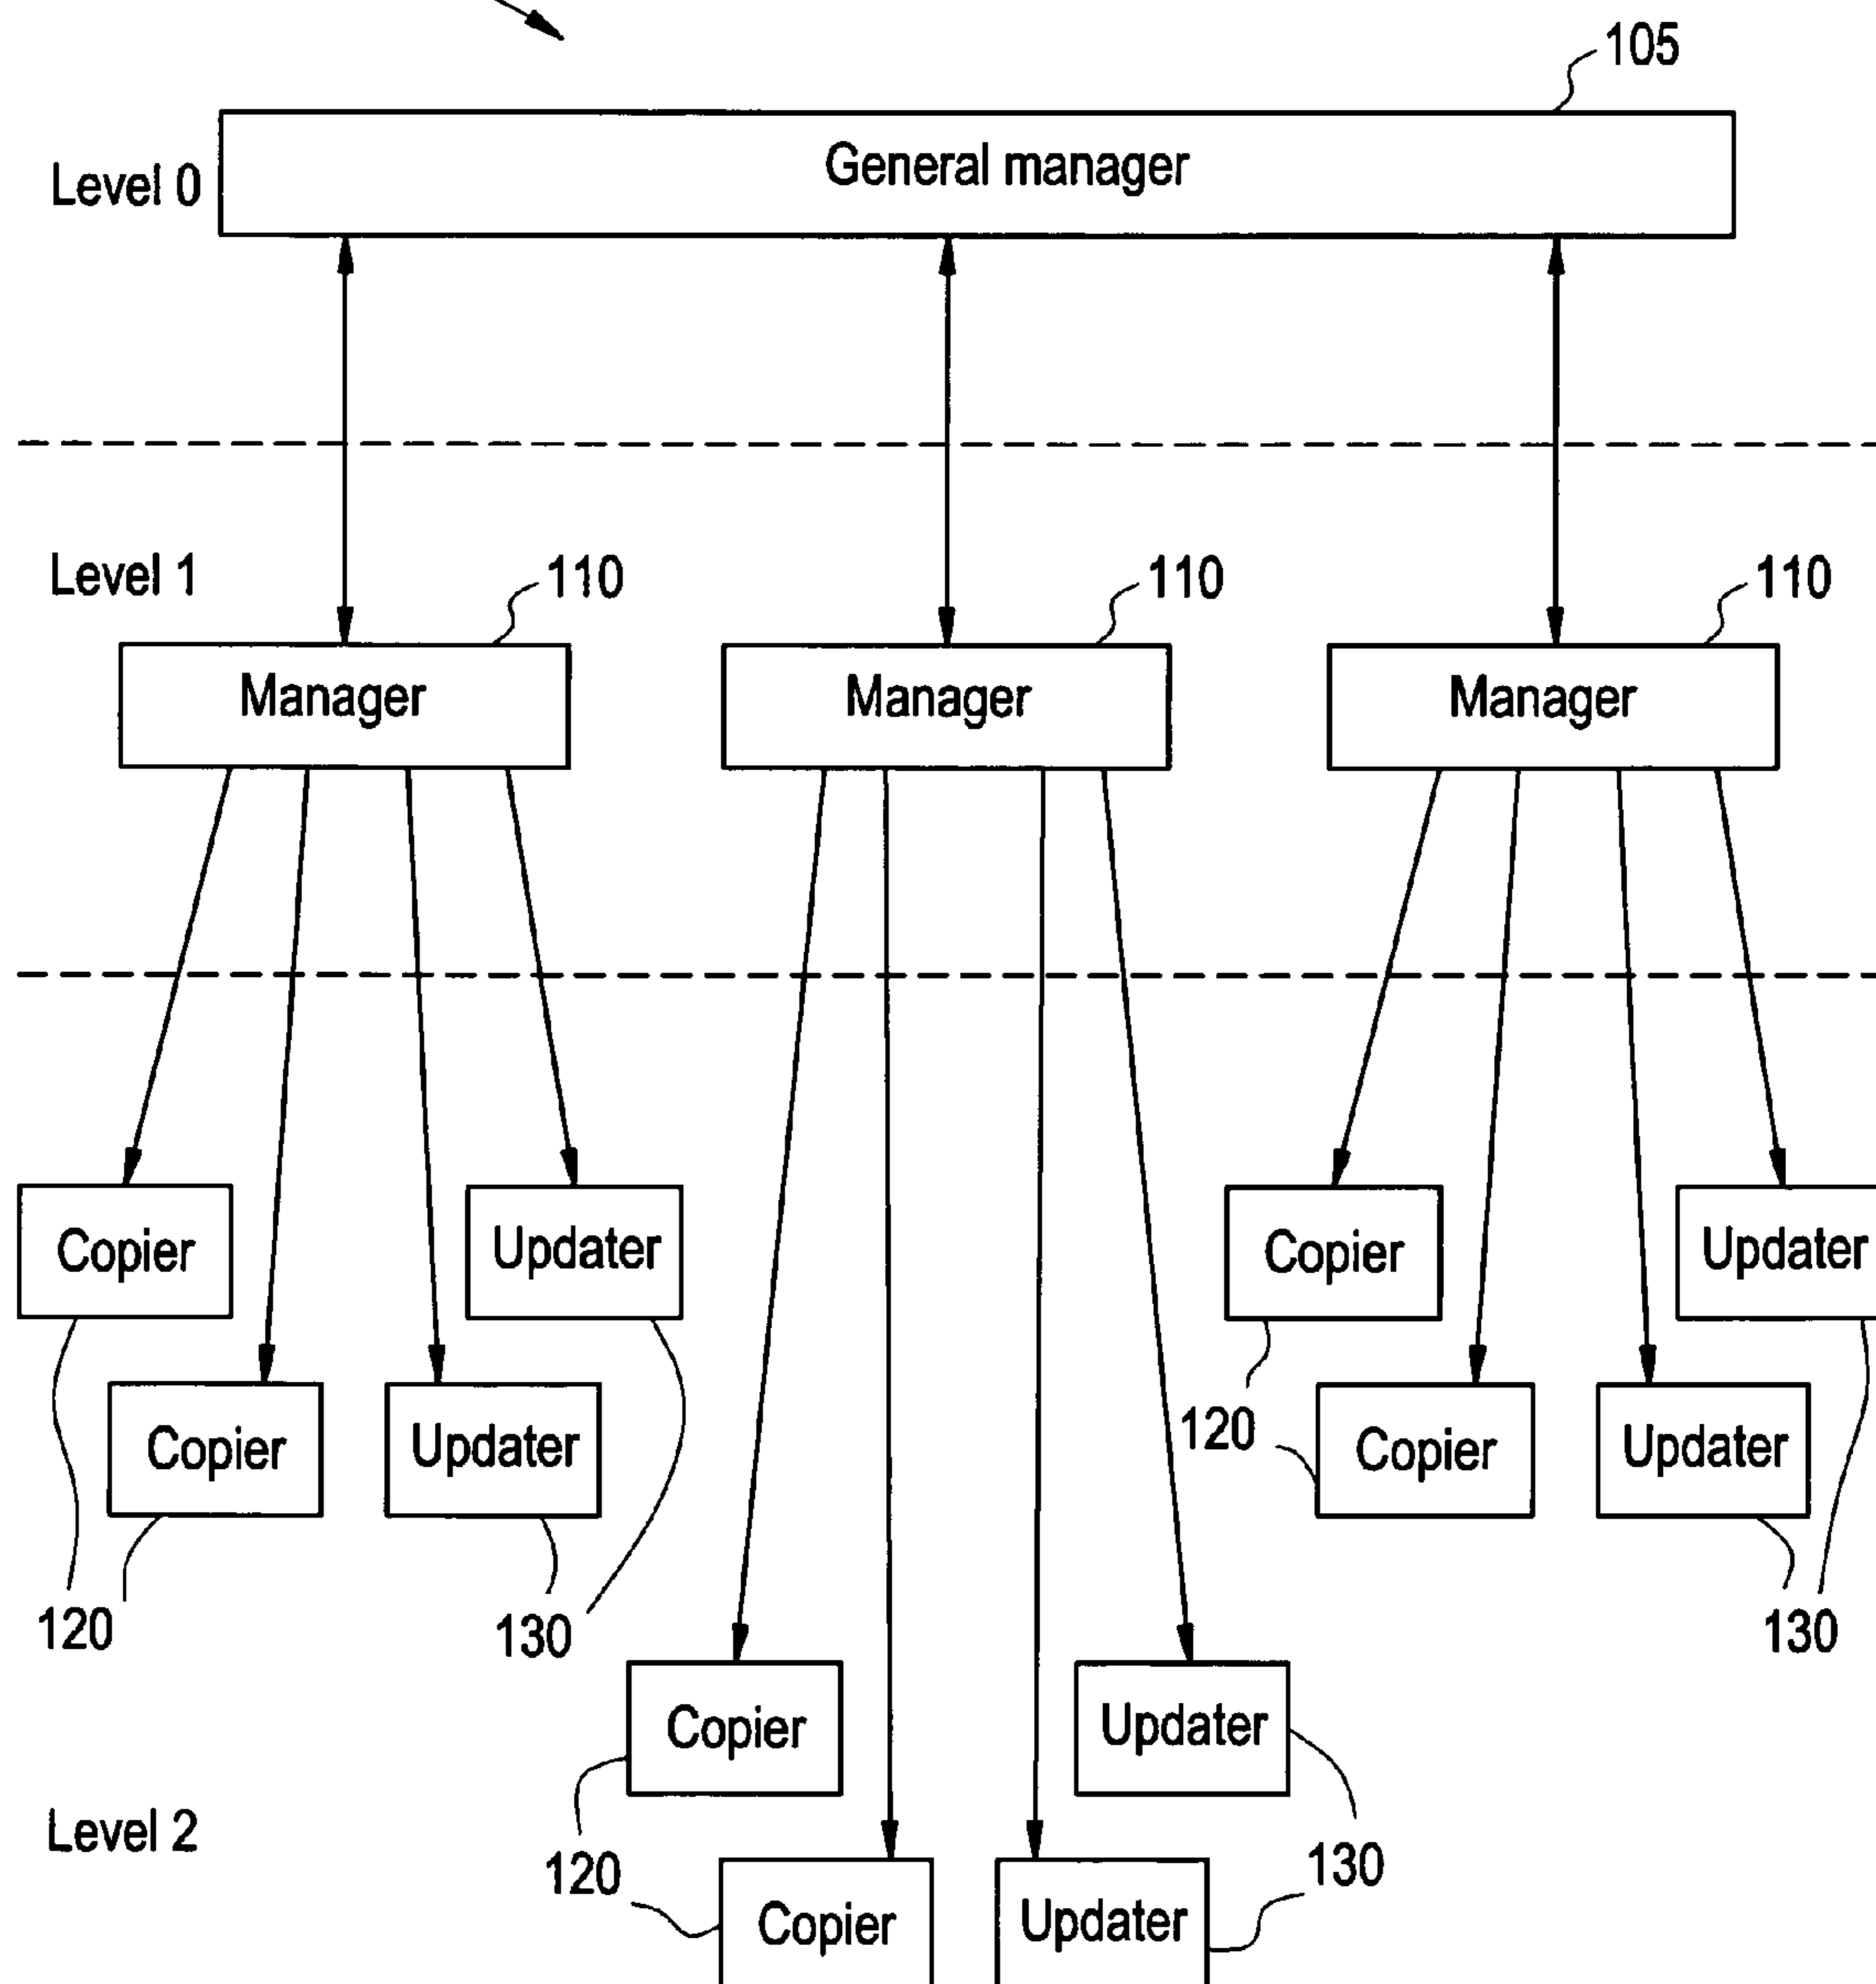 105
General manager
Level 0
Level 1
110
110
110
Manager
Manager
Manager
Copier
Updater
Copier
Updater
Copier
Updater
120
Copier
Updater
120
130
130
Copier
Updater
Level 2
120
130
Copier
Updater